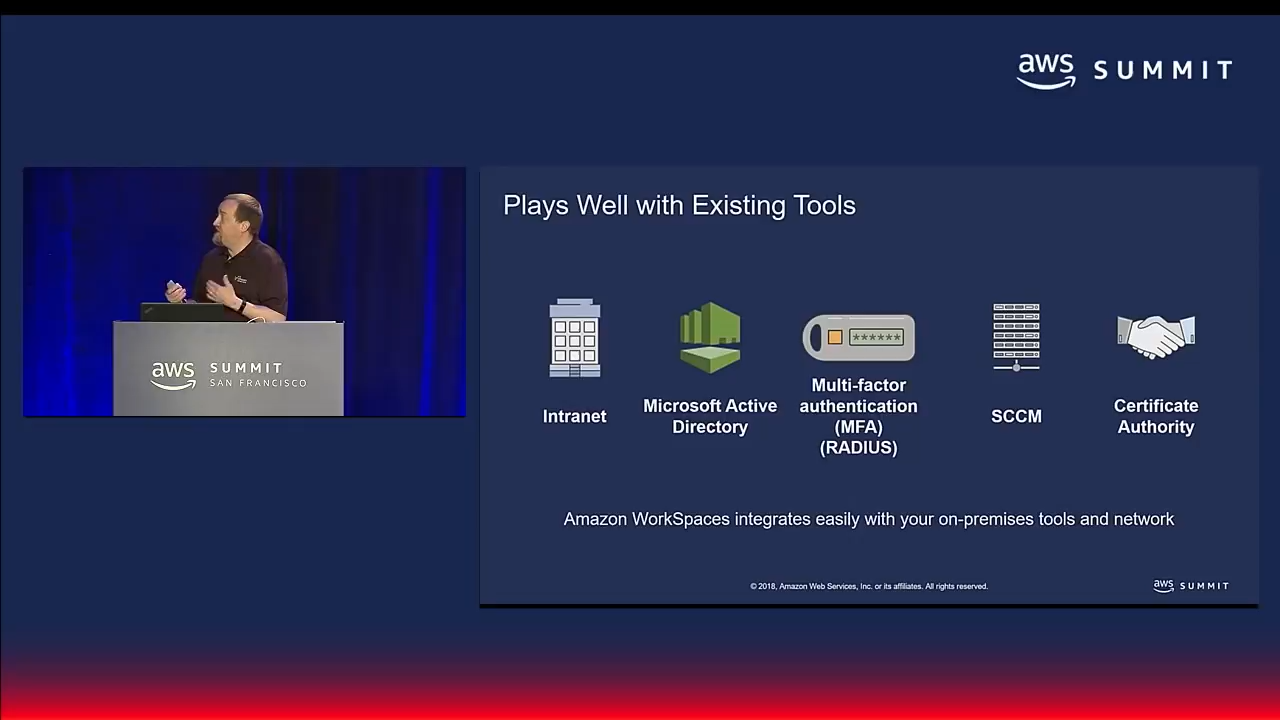 aws SUMMIT
Plays Well with Existing Tools
Intranet
Microsoft Active
Directory
******
Multi-factor
authentication
(MFA)
(RADIUS)
SCCM
Certificate
Authority
Amazon WorkSpaces integrates easily with your on-premises tools and network
© 2018, Amazon Web Services, Inc. or its affiliates. All rights reserved.
aws SUMMIT
aws SUMMIT
SAN FRANCISCO